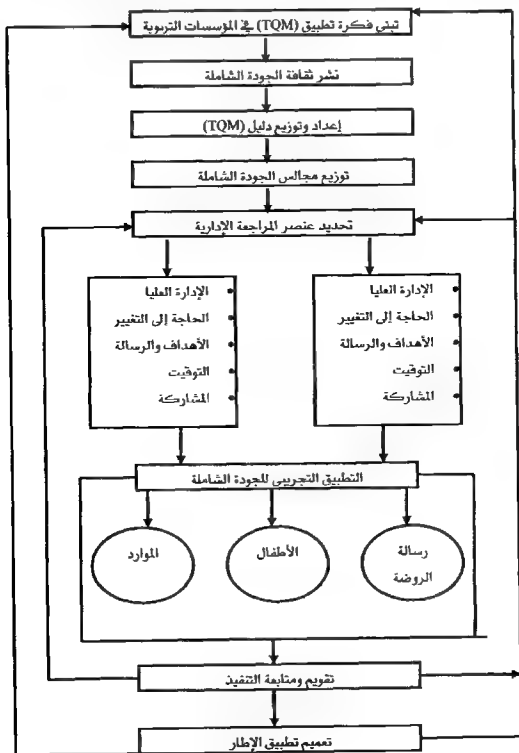 تبني فكرة تطبيق (TQM) في المؤسسات التربوية
نشر ثقافة الجودة الشاملة
إعداد وتوزيع دليل (TQM)
توزيع مجالس الجودة الشاملة
تحديد عنصر المراجعة الإدارية
• الإدارة العليا
• الحاجة إلى التغيير
• الأهداف والرسالة
• التوقيت
• المشاركة
• الإدارة العليا
• الحاجة إلى التغيير
• الأهداف والرسالة
• التوقيت
• المشاركة
التطبيق التجريبي للجودة الشاملة
رسالة
الروضة
الأطفال
الموارد
تقويم ومتابعة التنفيذ
تعميم تطبيق الإطار